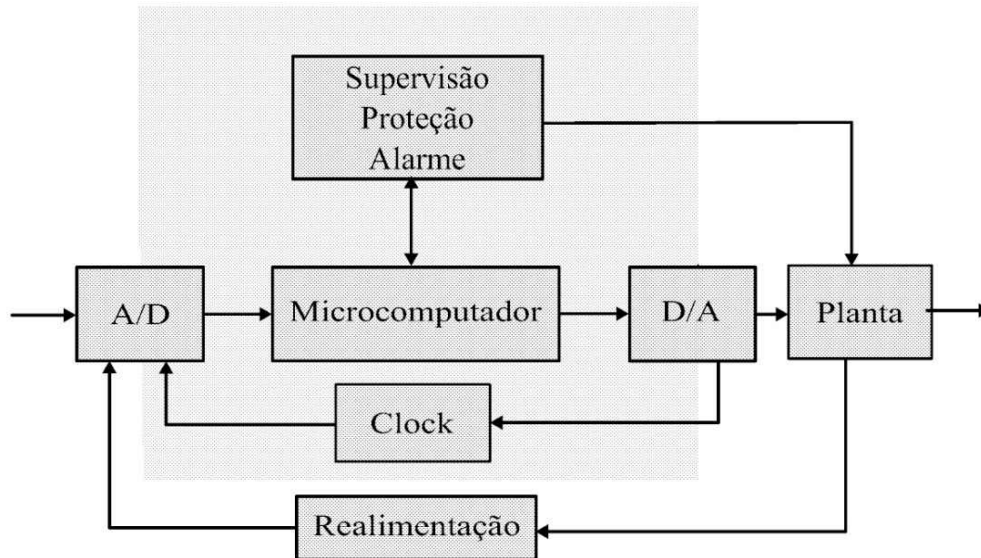 Supervisão
Proteção
Alarme
A/D
Microcomputador
D/A
Planta
Clock
Realimentação